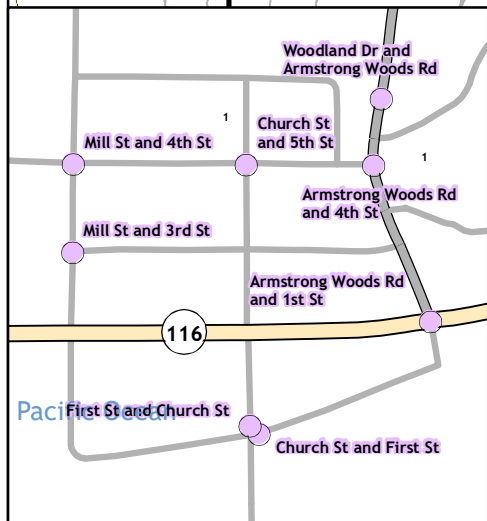 Woodland Dr and
Armstrong Woods Rd
1
Church St
and 5th St
Mill St and 4th St
1
Armstrong Woods Rd
and 4th St
Mill St and 3rd St
Armstrong Woods Rd
and 1st St
116
Pacific Ocean
First St and Church St
Church St and First St